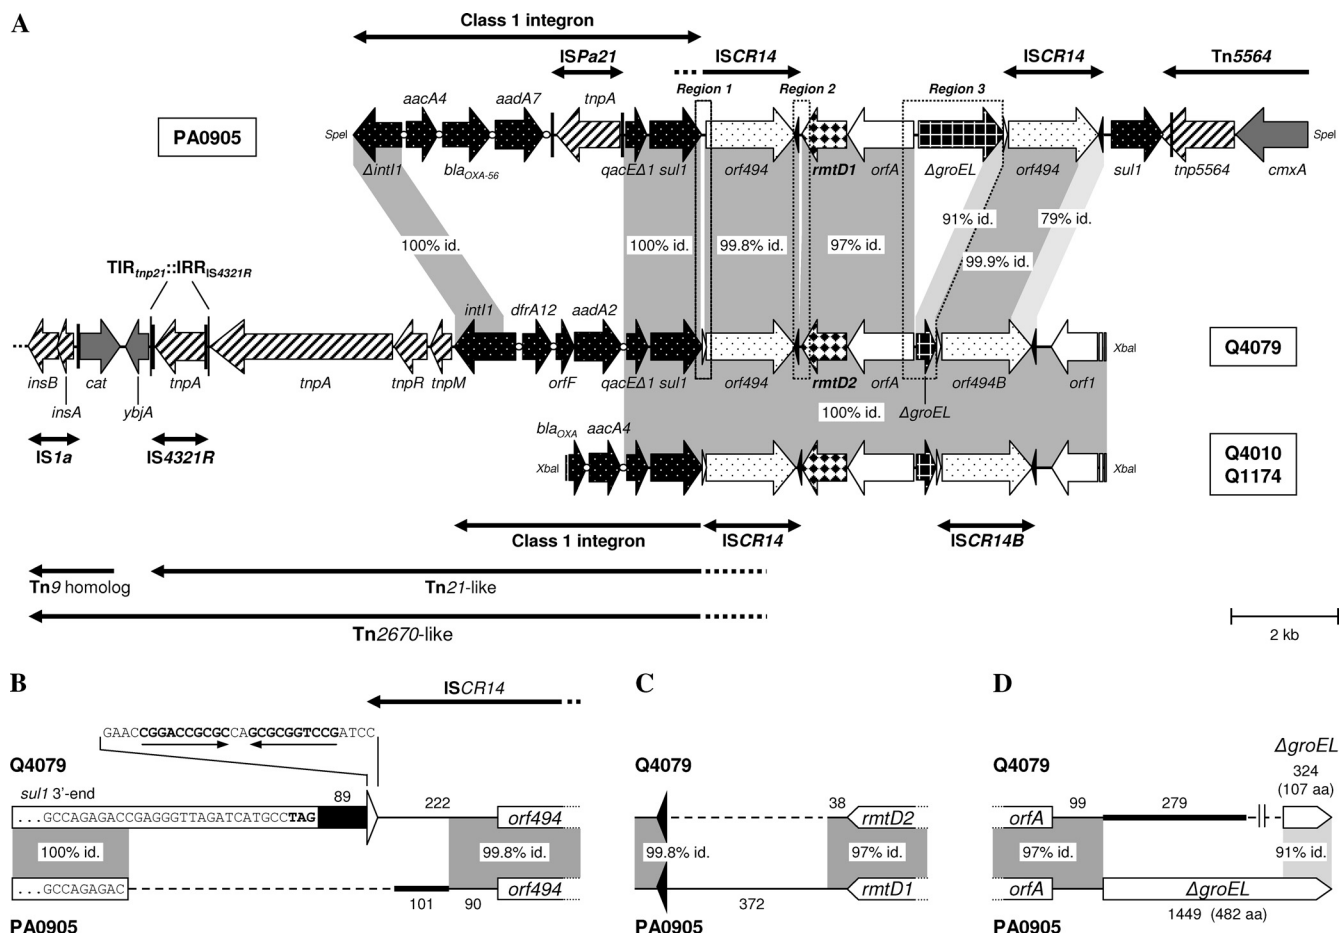 A
Class 1 integron
ISPa21
ISCR14
ISCR14
Tn5564
aacA4
aadA7
tnpA
Region 1
Region 2
Region 3
PA0905
SpeI
SpeI
ΔintI1
blaOXA-56
qacEΔ1
sul1
orf494
rmtD1
orfA
ΔgroEL
orf494
sul1
tnp5564
cmxA
100% id.
100% id.
99.8% id.
97% id.
91% id.
99.9% id.
79% id.
TIRtnp21::IRRIS4321R
intI1
dfrA12
aadA2
XbaI
Q4079
insB
insA
cat
ybjA
tnpA
tnpA
tnpR
tnpM
orfF
qacEΔ1
sul1
orf494
rmtD2
orfA
ΔgroEL
orf494B
orf1
100% id.
IS1a
IS4321R
blaOXA
aacA4
XbaI
XbaI
Q4010
Q1174
Class 1 integron
ISCR14
ISCR14B
Tn9 homolog
Tn21-like
Tn2670-like
2 kb
B
ISCR14
GAACCGGACCGCGCCAGCGCGGTCCGATCC
Q4079
sul1 3'-end
89
222
...GCCAGAGACCGAGGGTTAGATCATGCCTAG
orf494
100% id.
99.8% id.
...GCCAGAGAC
101
90
orf494
PA0905
C
Q4079
38
rmtD2
99.8% id.
97% id.
372
rmtD1
PA0905
D
ΔgroEL
Q4079
324
(107 aa)
99
279
orfA
97% id.
91% id.
orfA
ΔgroEL
1449 (482 aa)
PA0905